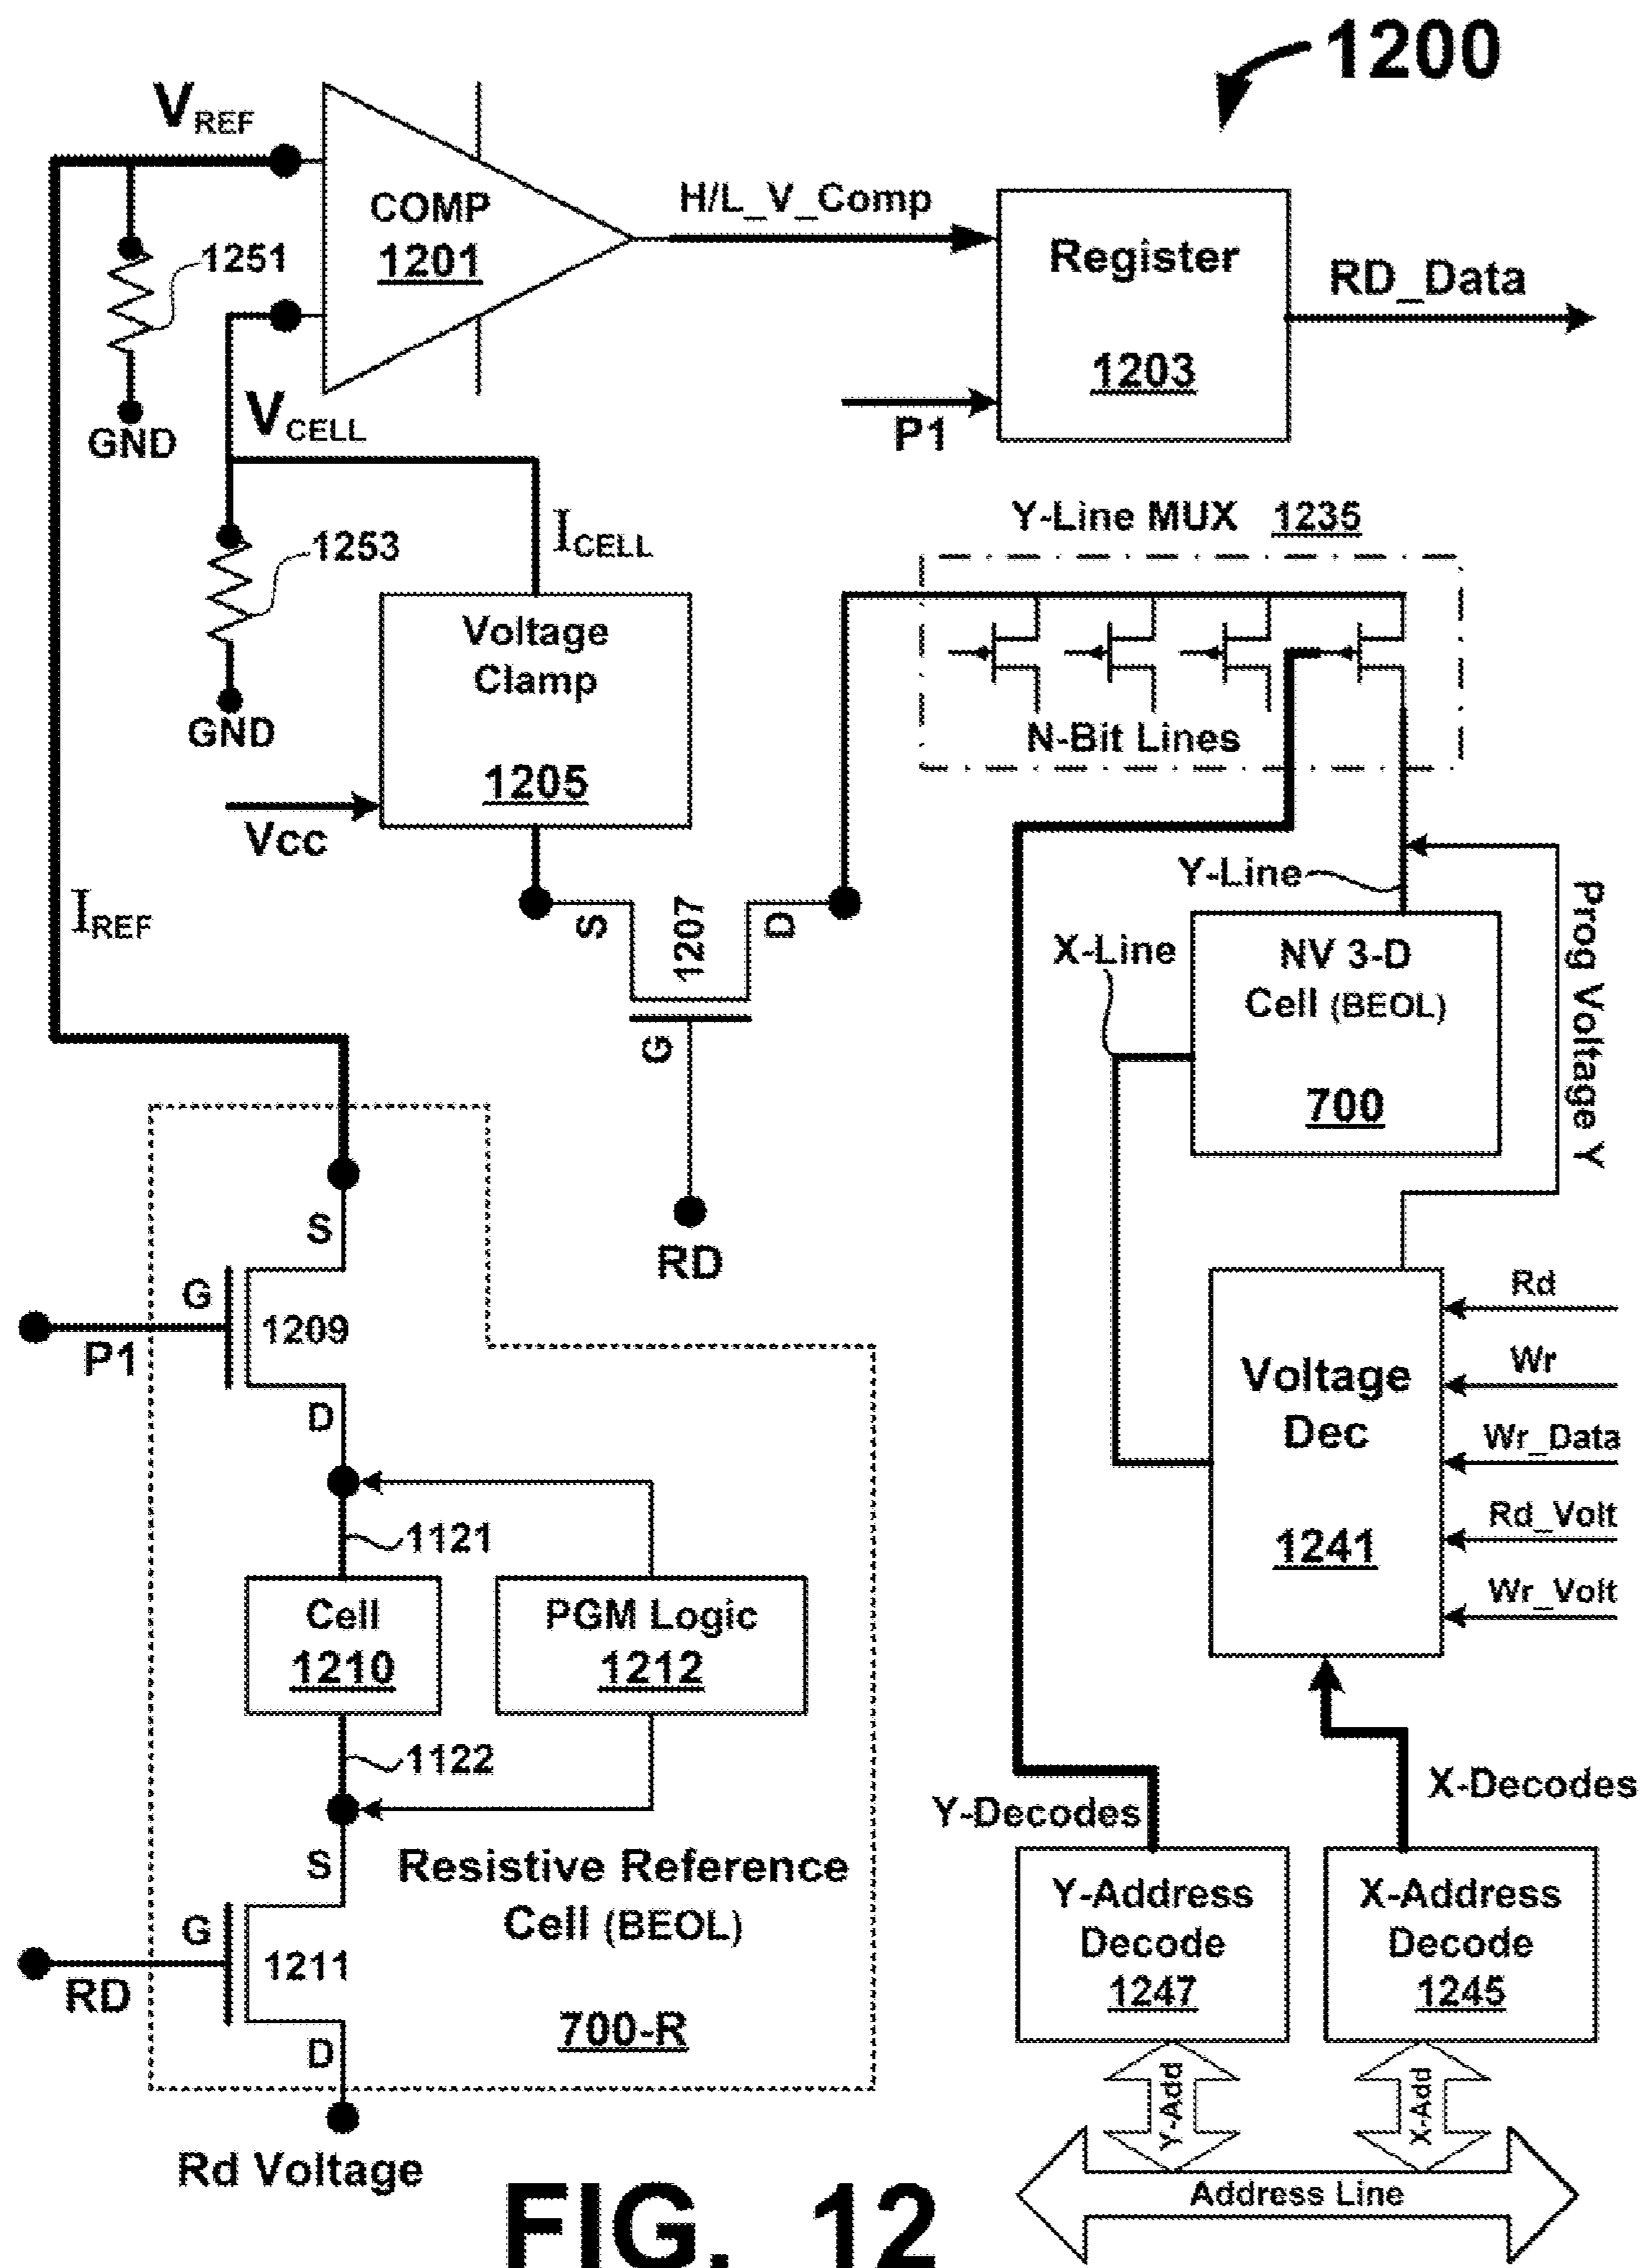 1200
VREF
COMP
1201
H/L_V_Comp
Register
1203
RD_Data
P1
1251
GND
VCELL
ICELL
1253
GND
Voltage
Clamp
1205
Vcc
Y-Line MUX 1235
N-Bit Lines
IREF
S
1207
D
G
RD
Y-Line
X-Line
NV 3-D
Cell (BEOL)
700
Prog Voltage Y
S
G
1209
P1
D
1121
Cell
1210
PGM Logic
1212
1122
S
G
1211
RD
D
Resistive Reference
Cell (BEOL)
700-R
Rd Voltage
Voltage
Dec
1241
Rd
Wr
Wr_Data
Rd_Volt
Wr_Volt
Y-Decodes
X-Decodes
Y-Address
Decode
1247
X-Address
Decode
1245
Y-Add
X-Add
Address Line
FIG. 12